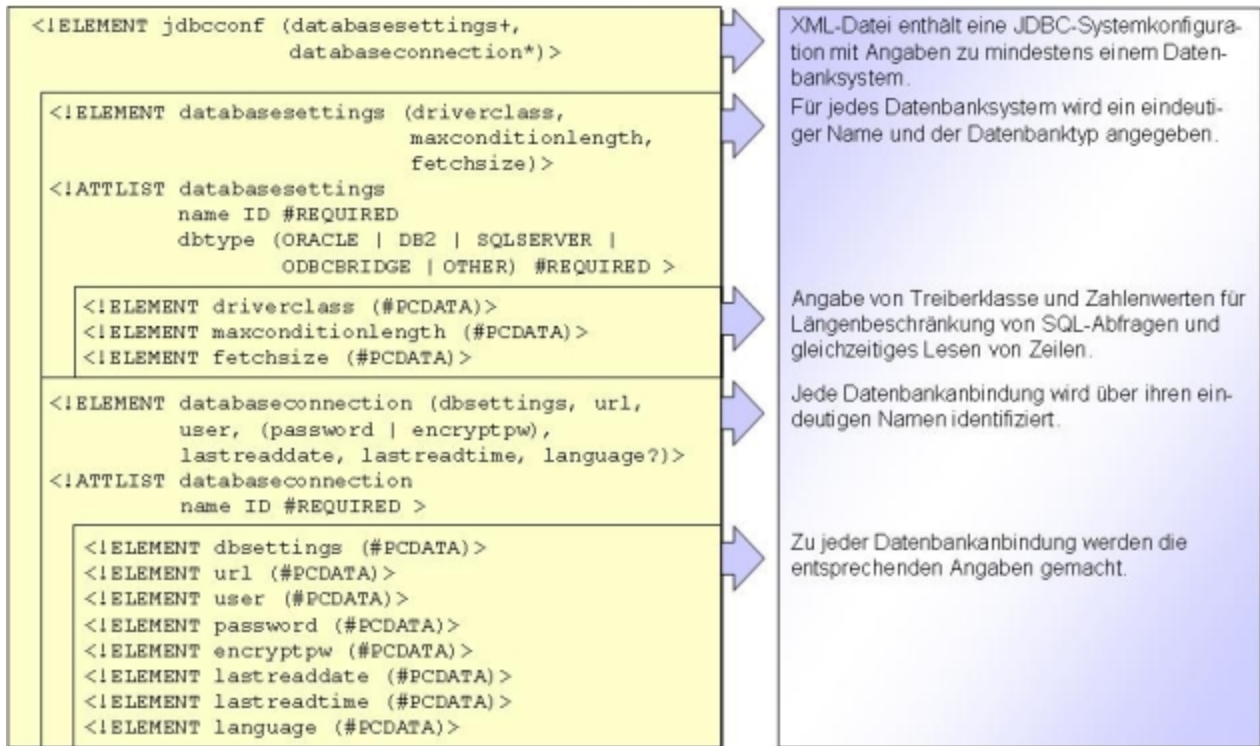 <!ELEMENT jdbcconf (databasesettings+,
databaseconnection*)>
<!ELEMENT databasesettings (driverclass,
maxconditionlength,
fetchsize)>
<!ATTLIST databasesettings
name ID #REQUIRED
dbtype (ORACLE | DB2 | SQLSERVER |
ODBCBRIDGE | OTHER) #REQUIRED >
<!ELEMENT driverclass (#PCDATA)>
<!ELEMENT maxconditionlength (#PCDATA)>
<!ELEMENT fetchsize (#PCDATA)>
<!ELEMENT databaseconnection (dbsettings, url,
user, (password | encryptpw),
lastreaddate, lastreadtime, language?)>
<!ATTLIST databaseconnection
name ID #REQUIRED >
<!ELEMENT dbsettings (#PCDATA)>
<!ELEMENT url (#PCDATA)>
<!ELEMENT user (#PCDATA)>
<!ELEMENT password (#PCDATA)>
<!ELEMENT encryptpw (#PCDATA)>
<!ELEMENT lastreaddate (#PCDATA)>
<!ELEMENT lastreadtime (#PCDATA)>
<!ELEMENT language (#PCDATA)>
XML-Datei enthält eine JDBC-Systemkonfigura-
tion mit Angaben zu mindestens einem Daten-
banksystem.
Für jedes Datenbanksystem wird ein eindeuti-
ger Name und der Datenbanktyp angegeben.
Angabe von Treiberklasse und Zahlenwerten für
Längenbeschränkung von SQL-Abfragen und
gleichzeitiges Lesen von Zeilen.
Jede Datenbankanbindung wird über ihren ein-
deutigen Namen identifiziert.
Zu jeder Datenbankanbindung werden die
entsprechenden Angaben gemacht.